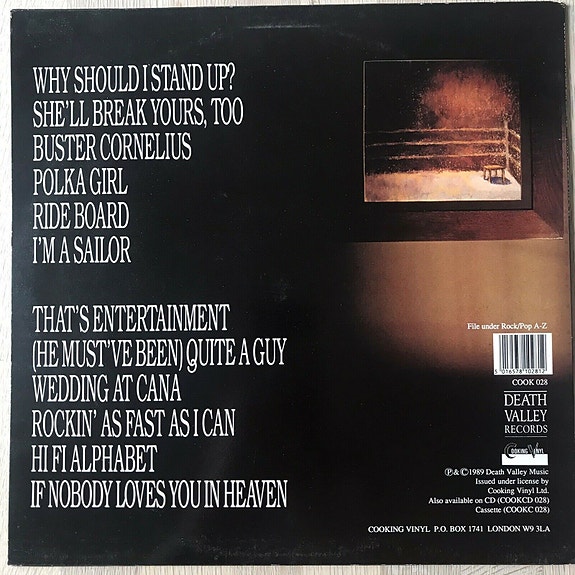 WHY SHOULD I STAND UP?
SHE'LL BREAK YOURS, TOO
BUSTER CORNELIUS
POLKA GIRL
RIDE BOARD
I'M A SAILOR
THAT'S ENTERTAINMENT
(HE MUST'VE BEEN) QUITE A GUY
WEDDING AT CANA
ROCKIN' AS FAST AS I CAN
HI FI ALPHABET
IF NOBODY LOVES YOU IN HEAVEN
File under Rock/Pop A-Z
5 016578 102812
COOK 028
DEATH
VALLEY
RECORDS
COOKING VINYL
℗&©1989 Death Valley Music
Issued under license by
Cooking Vinyl Ltd.
Also available on CD (COOKCD 028)
Cassette (COOKC 028)
COOKING VINYL P.O. BOX 1741 LONDON W9 3LA